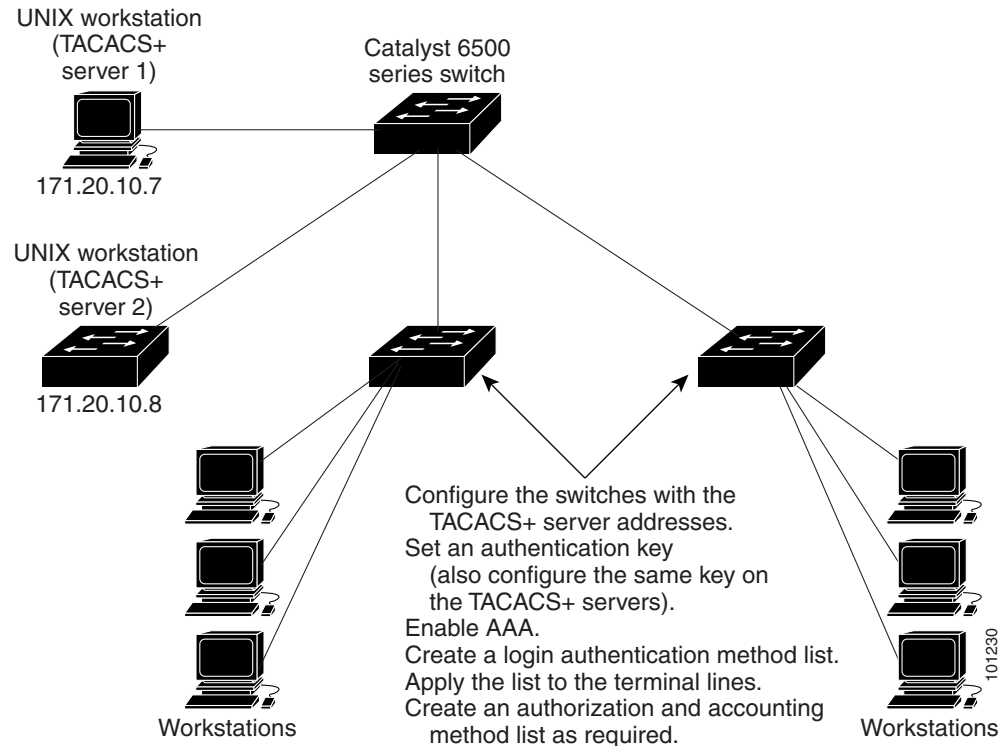 UNIX workstation
(TACACS+
server 1)
Catalyst 6500
series switch
171.20.10.7
UNIX workstation
(TACACS+
server 2)
171.20.10.8
Configure the switches with the
TACACS+ server addresses.
Set an authentication key
(also configure the same key on
the TACACS+ servers).
Enable AAA.
Create a login authentication method list.
Apply the list to the terminal lines.
Create an authorization and accounting
method list as required.
Workstations
Workstations
101230